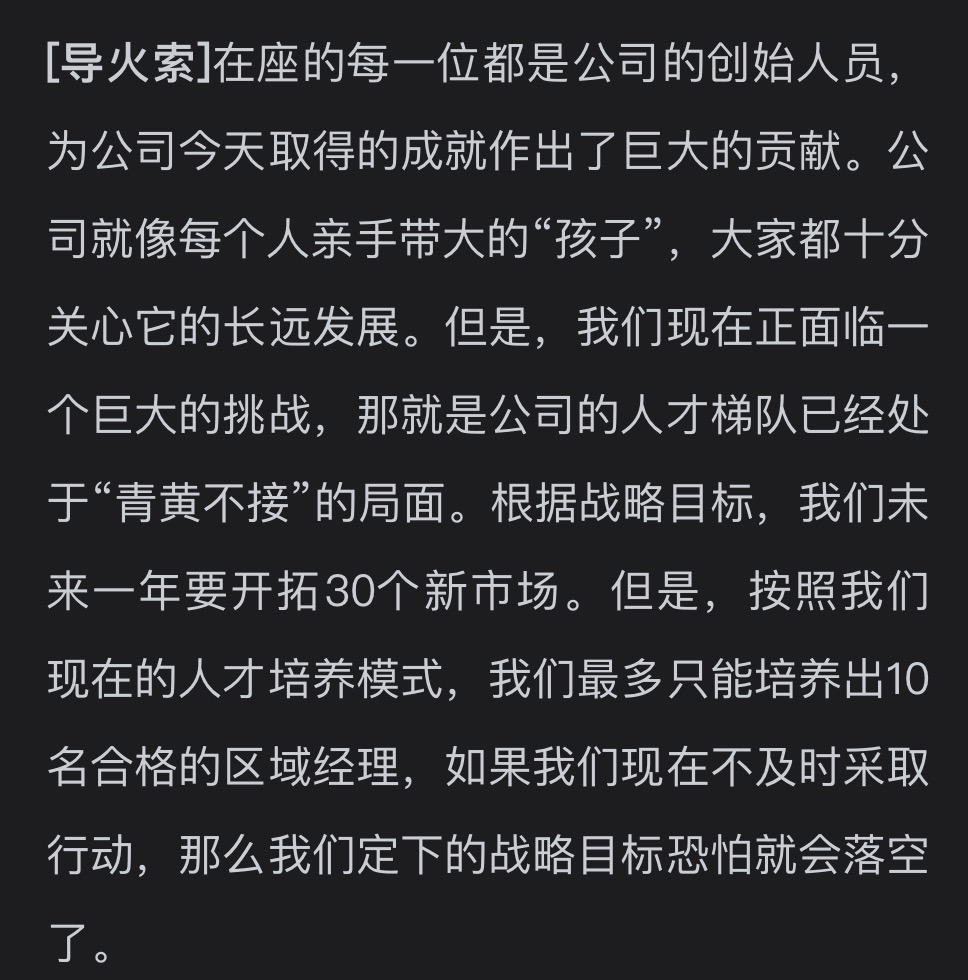 [导火索]在座的每一位都是公司的创始人员，
为公司今天取得的成就作出了巨大的贡献。公
司就像每个人亲手带大的“孩子”，大家都十分
关心它的长远发展。但是，我们现在正面临一
个巨大的挑战，那就是公司的人才梯队已经处
于“青黄不接”的局面。根据战略目标，我们未
来一年要开拓30个新市场。但是，按照我们
现在的人才培养模式，我们最多只能培养出10
名合格的区域经理，如果我们现在不及时采取
行动，那么我们定下的战略目标恐怕就会落空
了。